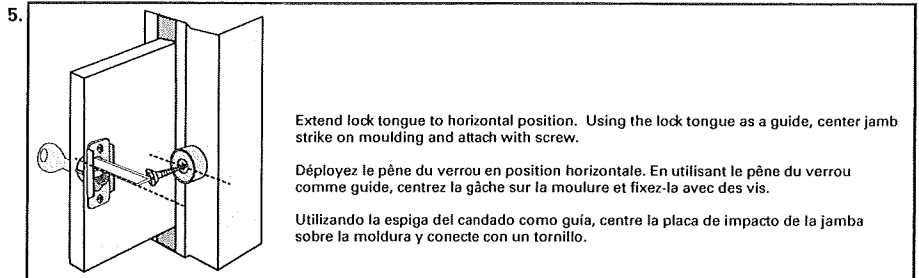 5.
Extend lock tongue to horizontal position. Using the lock tongue as a guide, center jamb
strike on moulding and attach with screw.
Déployez le pêne du verrou en position horizontale. En utilisant le pêne du verrou
comme guide, centrez la gâche sur la moulure et fixez-la avec des vis.
Utilizando la espiga del candado como guía, centre la placa de impacto de la jamba
sobre la moldura y conecte con un tornillo.